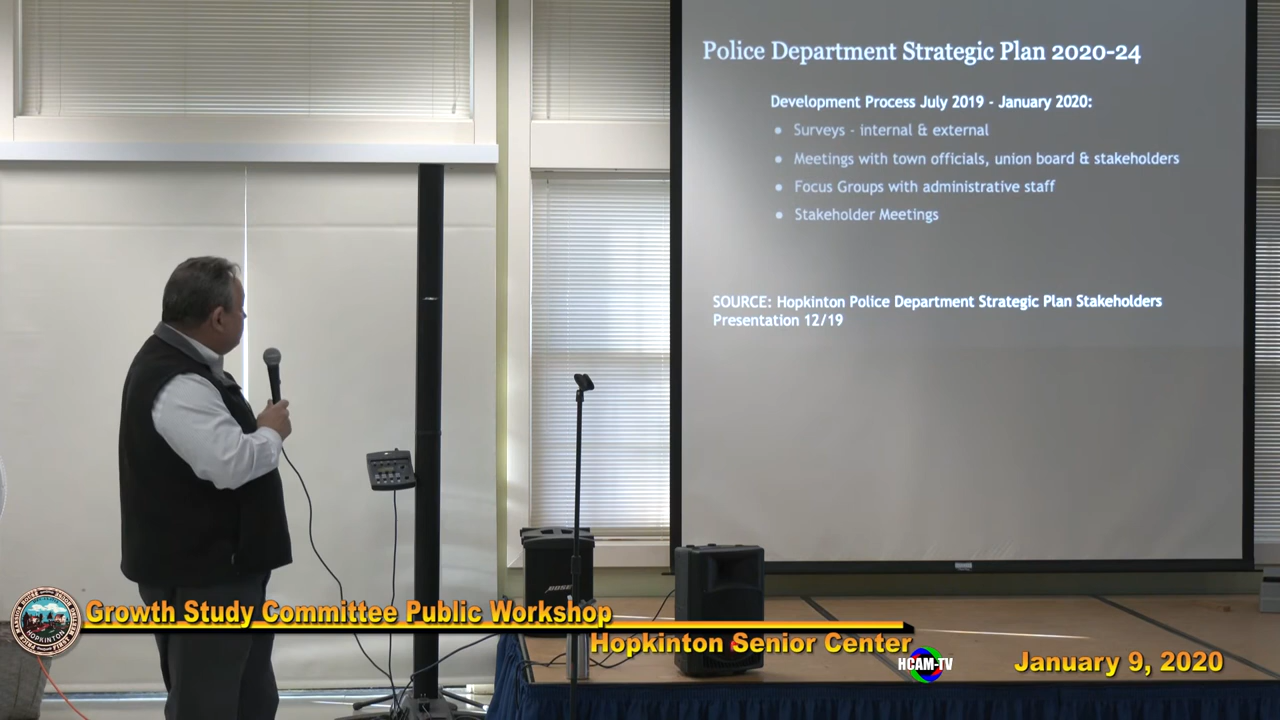 Police Department Strategic Plan 2020-24
Development Process July 2019 - January 2020:
● Surveys - internal & external
● Meetings with town officials, union board & stakeholders
● Focus Groups with administrative staff
● Stakeholder Meetings
SOURCE: Hopkinton Police Department Strategic Plan Stakeholders
Presentation 12/19
BOSE
HOPKINTON
Growth Study Committee Public Workshop
Hopkinton Senior Center
HCAM-TV
January 9, 2020